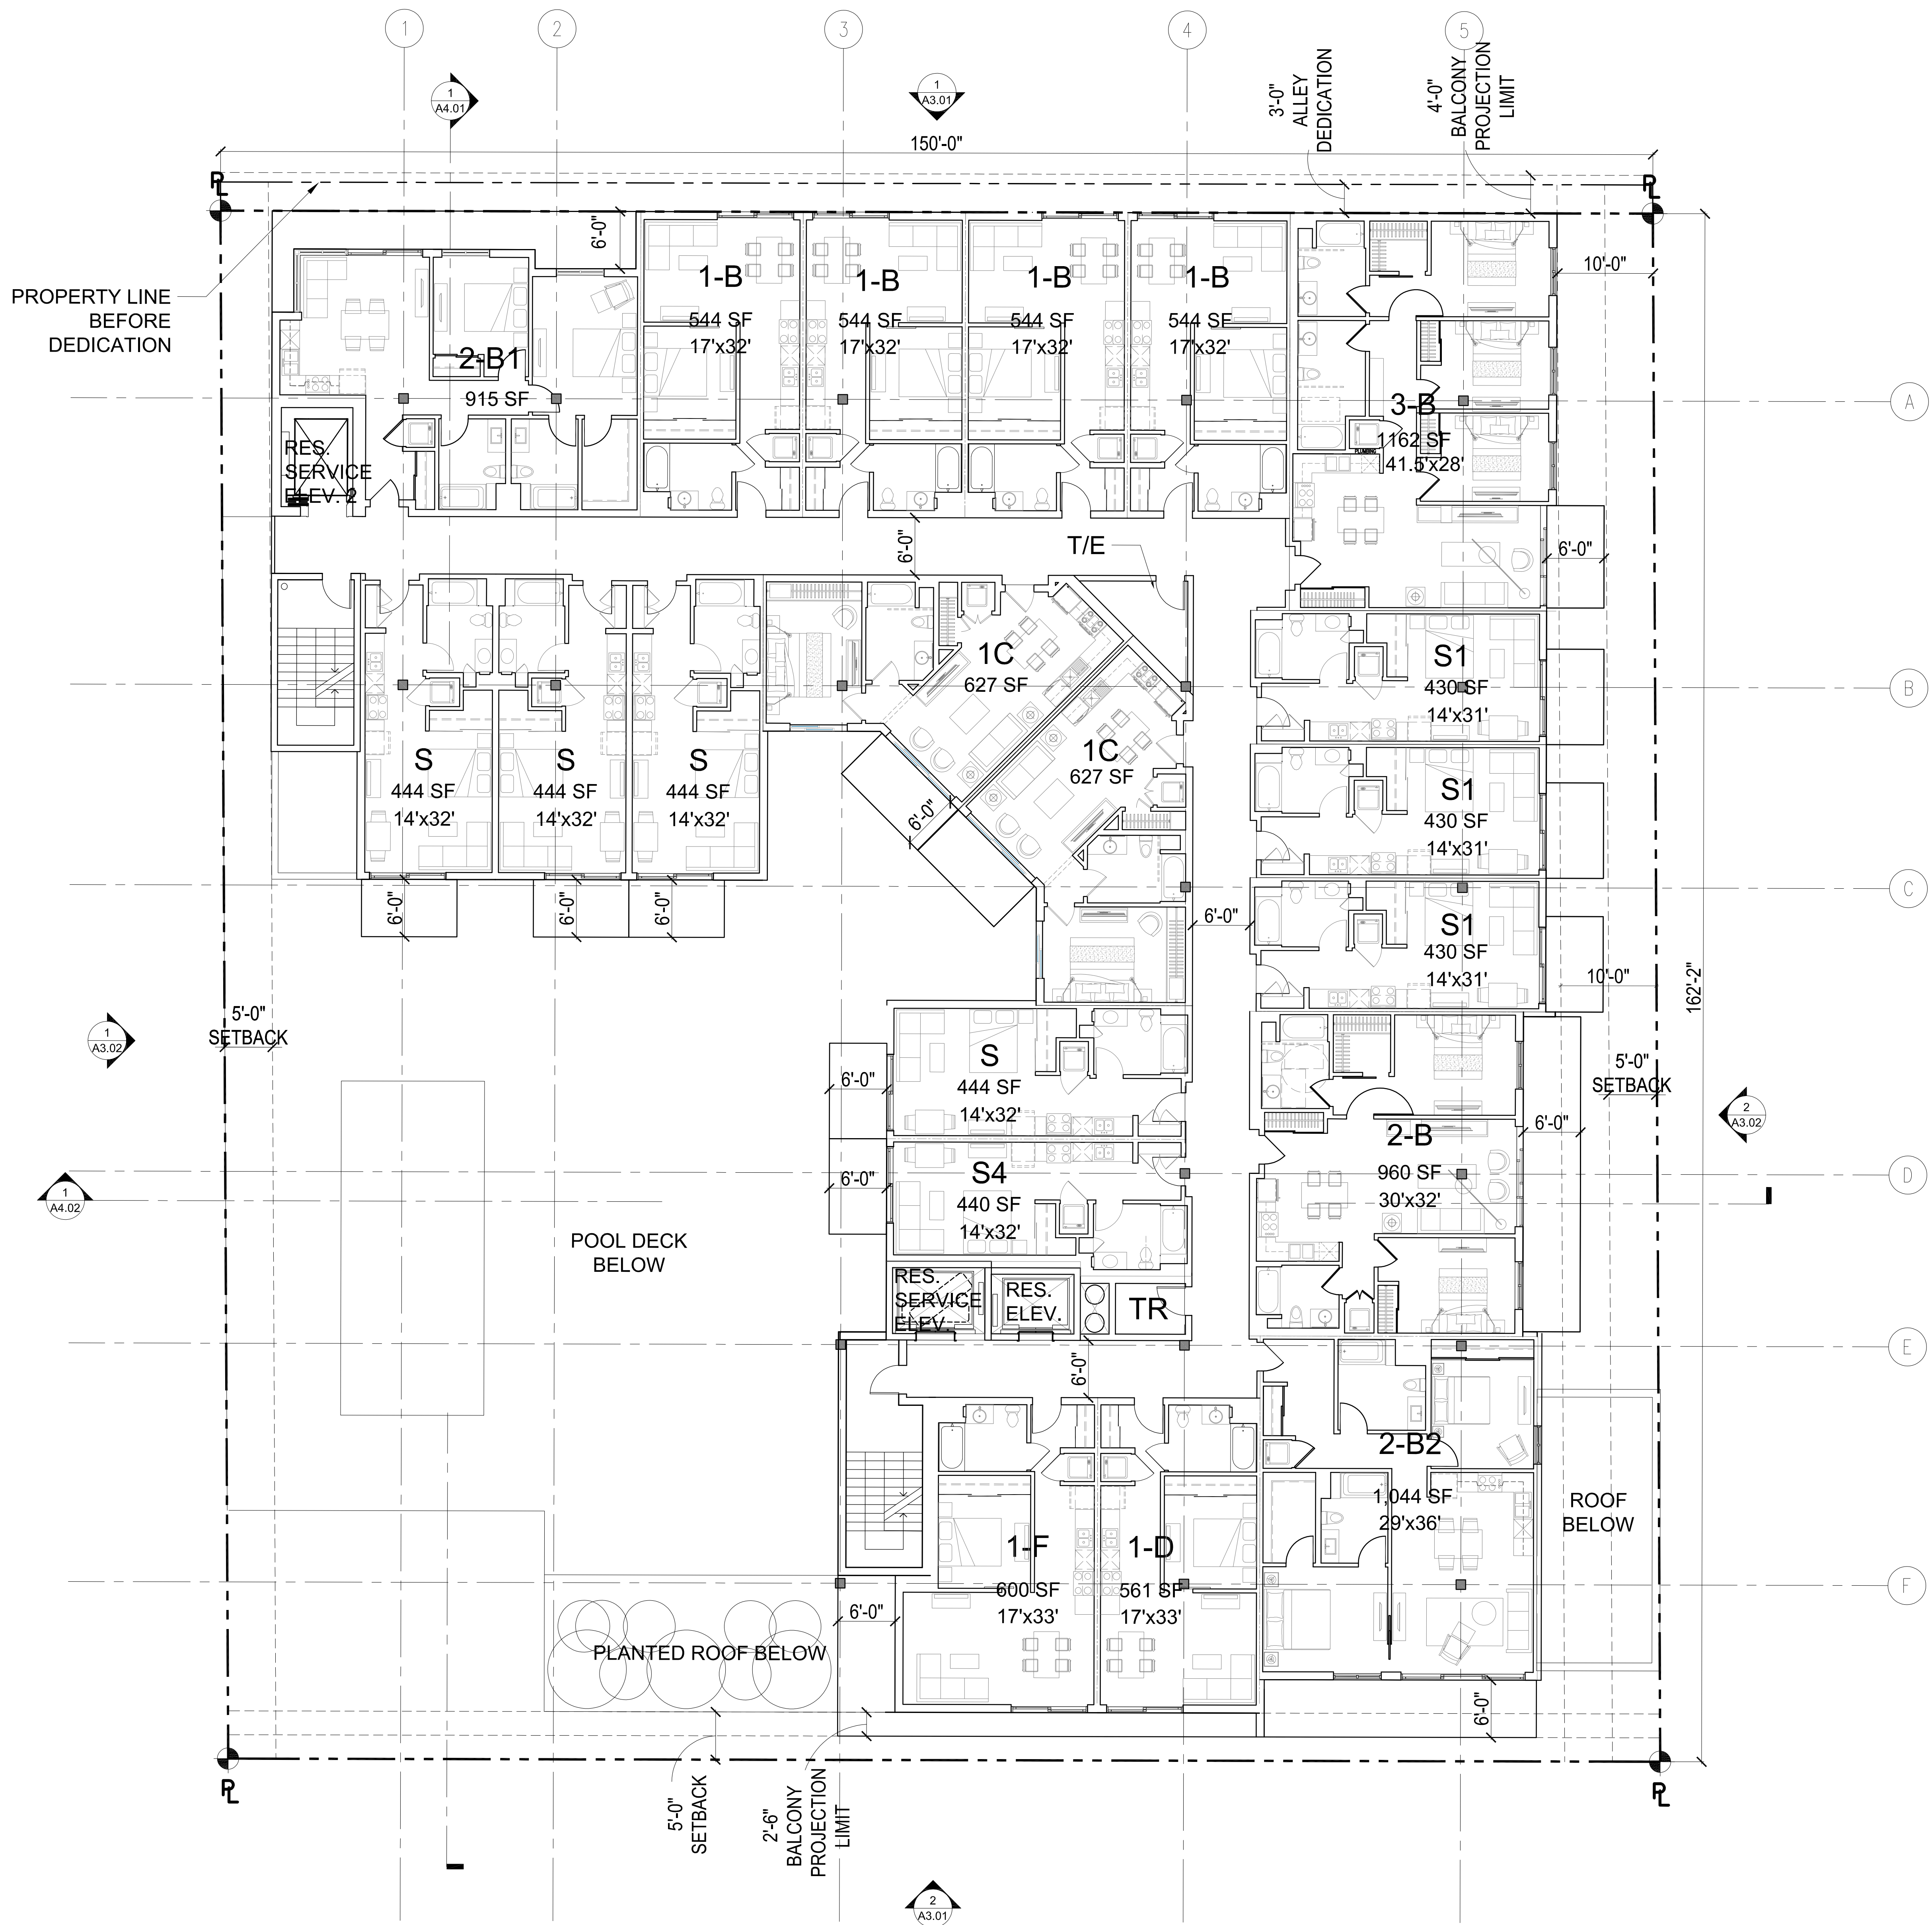 1
2
3
4
5
1
A4.01
1
A3.01
3'-0"
ALLEY
DEDICATION
4'-0"
BALCONY
PROJECTION
LIMIT
150'-0"
PL
PL
PROPERTY LINE
BEFORE
DEDICATION
6'-0"
10'-0"
1-B
544 SF
17'x32'
1-B
544 SF
17'x32'
1-B
544 SF
17'x32'
1-B
544 SF
17'x32'
2-B1
915 SF
3-B
1162 SF
41.5'x28'
PLUMBING
A
RES.
SERVICE
ELEV. 2
6'-0"
T/E
6'-0"
1C
627 SF
1C
627 SF
S1
430 SF
14'x31'
B
S
444 SF
14'x32'
S
444 SF
14'x32'
S
444 SF
14'x32'
S1
430 SF
14'x31'
6'-0"
C
6'-0"
6'-0"
6'-0"
6'-0"
S1
430 SF
14'x31'
10'-0"
162'-2"
5'-0"
SETBACK
1
A3.02
S
444 SF
14'x32'
6'-0"
5'-0"
SETBACK
2
A3.02
2-B
960 SF
30'x32'
6'-0"
S4
440 SF
14'x32'
6'-0"
D
1
A4.02
POOL DECK
BELOW
RES.
SERVICE
ELEV.
RES.
ELEV.
TR
E
6'-0"
2-B2
1,044 SF
29'x36'
ROOF
BELOW
1-F
600 SF
17'x33'
1-D
561 SF
17'x33'
F
6'-0"
PLANTED ROOF BELOW
6'-0"
PL
PL
5'-0"
SETBACK
2'-6"
BALCONY
PROJECTION
LIMIT
2
A3.01